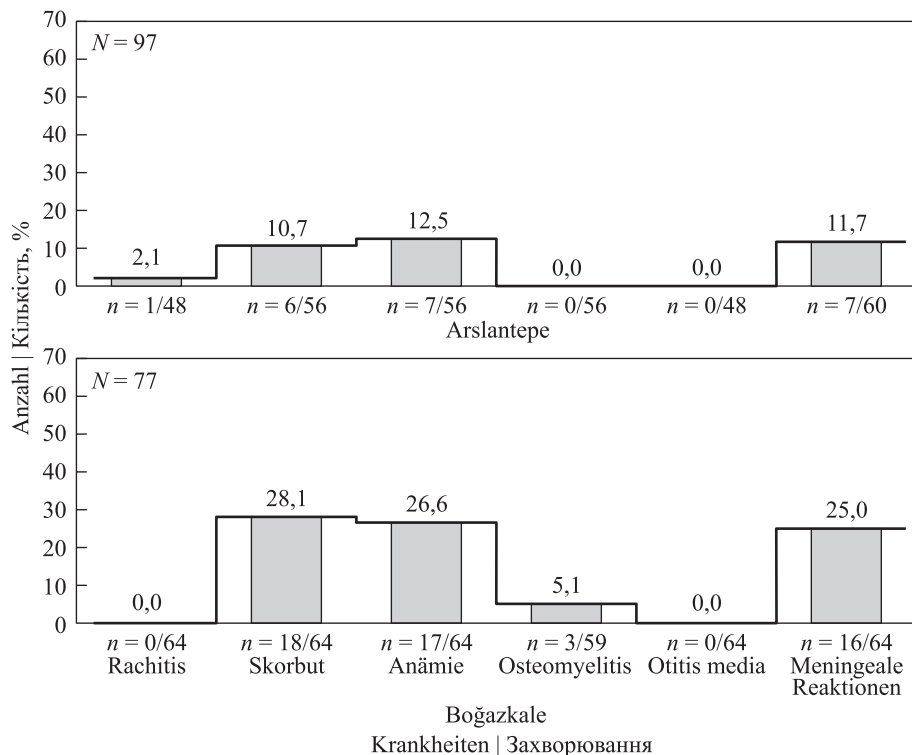 Anzahl | Кількість, %
70
60
50
40
30
20
10
0
N = 97
2,1
10,7
12,5
0,0
0,0
11,7
n = 1/48 n = 6/56 n = 7/56 n = 0/56 n = 0/48 n = 7/60
Arslantepe
70
60
50
40
30
20
10
0
N = 77
0,0
28,1
26,6
5,1
0,0
25,0
n = 0/64 n = 18/64 n = 17/64 n = 3/59 n = 0/64 n = 16/64
Rachitis Skorbut Anämie Osteomyelitis Otitis media Meningeale
Reaktionen
Boğazkale
Krankheiten | Захворювання